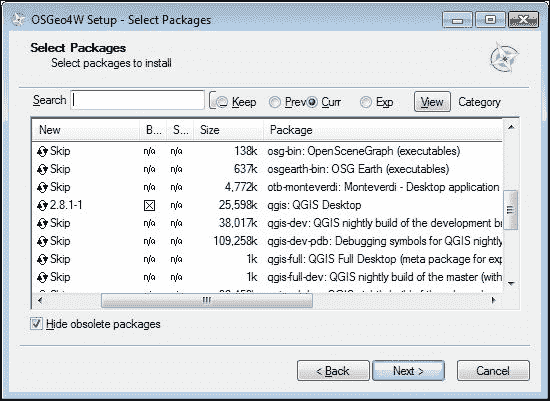 OSGeo4W Setup - Select Packages
Select Packages
Select packages to install
Search Keep Prev Curr Exp View Category
New B... S... Size Package
Skip n/a n/a 138k osg-bin: OpenSceneGraph (executables)
Skip n/a n/a 637k osgearth-bin: OSG Earth (executables)
Skip n/a n/a 4,772k otb-monteverdi: Monteverdi - Desktop application
2.8.1-1 n/a 25,598k qgis: QGIS Desktop
Skip n/a n/a 38,017k qgis-dev: QGIS nightly build of the development br
Skip n/a n/a 109,258k qgis-dev-pdb: Debugging symbols for QGIS nightly
Skip n/a n/a 1k qgis-full: QGIS Full Desktop (meta package for exp
Skip n/a n/a 1k qgis-full-dev: QGIS nightly build of the master (with
Hide obsolete packages
< Back Next > Cancel